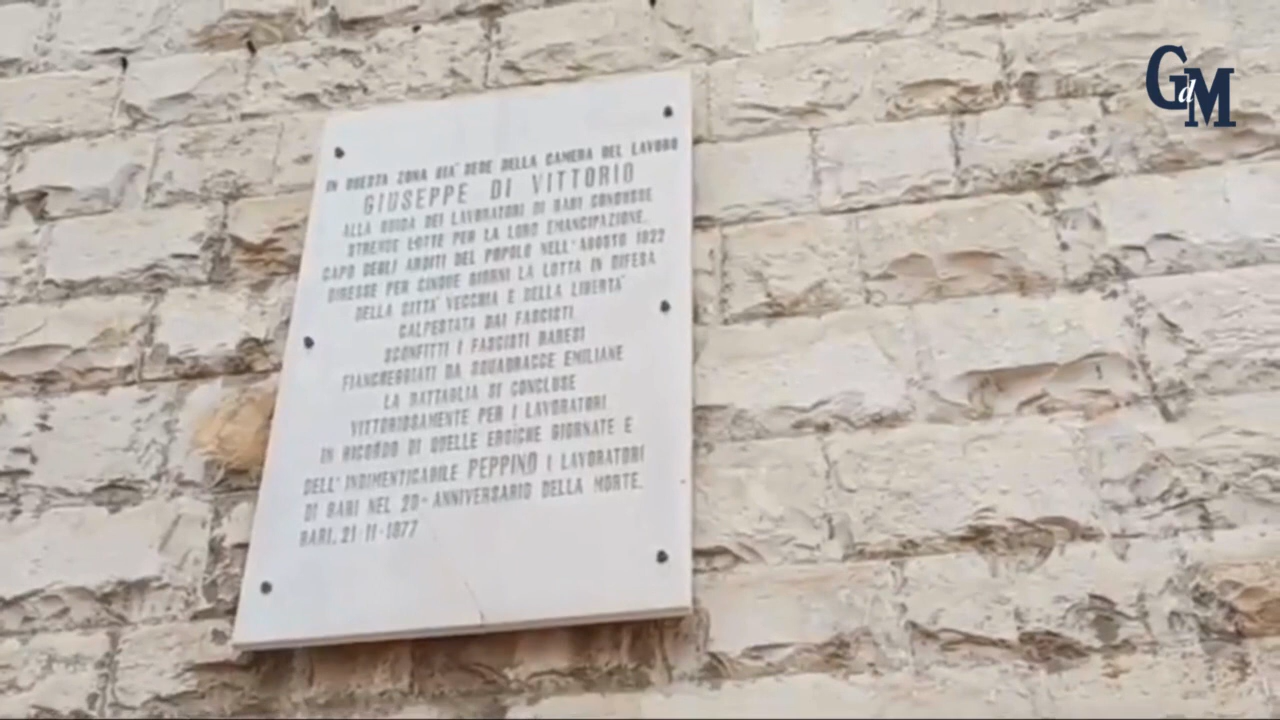 GdM
IN QUESTA ZONA GIA' SEDE DELLA CAMERA DEL LAVORO
GIUSEPPE DI VITTORIO
ALLA GUIDA DEI LAVORATORI DI BARI CONDUSSE
STRENUE LOTTE PER LA LORO EMANCIPAZIONE.
CAPO DEGLI ARDITI DEL POPOLO NELL'AGOSTO 1922
DIRESSE PER CINQUE GIORNI LA LOTTA IN DIFESA
DELLA CITTA' VECCHIA E DELLA LIBERTA'
CALPESTATA DAI FASCISTI
SCONFITTI I FASCISTI BARESI
FIANCHEGGIATI DA SQUADRACCE EMILIANE
LA BATTAGLIA SI CONCLUSE
VITTORIOSAMENTE PER I LAVORATORI
IN RICORDO DI QUELLE EROICHE GIORNATE E
DELL'INDIMENTICABILE PEPPINO I LAVORATORI
DI BARI NEL 20° ANNIVERSARIO DELLA MORTE.
BARI, 21-11-1977